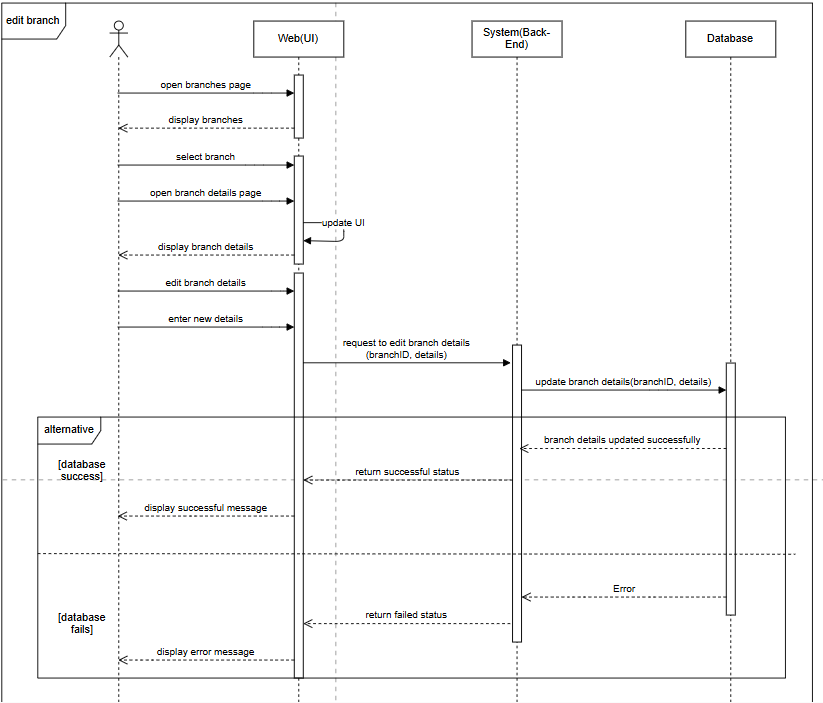 edit branch
Web(UI)
System(Back-
End)
Database
open branches page
display branches
select branch
open branch details page
update UI
display branch details
edit branch details
enter new details
request to edit branch details
(branchID, details)
update branch details(branchID, details)
alternative
branch details updated successfully
[database
success]
return successful status
display successful message
Error
[database
fails]
return failed status
display error message